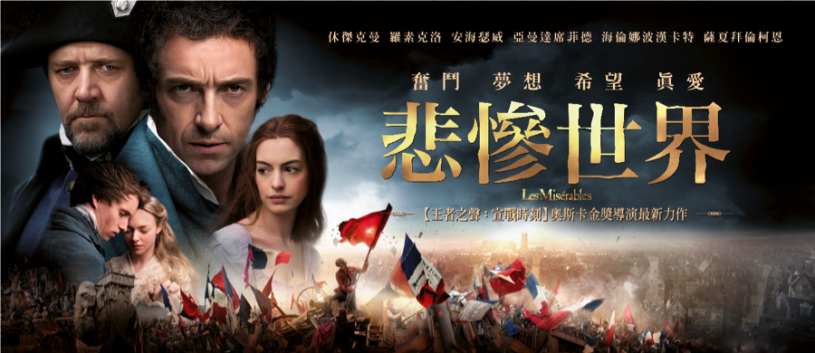 休傑克曼 羅素克洛 安海瑟威 亞曼達席菲德 海倫娜波漢卡特 薩夏拜倫柯恩
奮鬥 夢想 希望 眞愛
悲慘世界
Les Misérables
【王者之聲：宣戰時刻】奧斯卡金獎導演最新力作